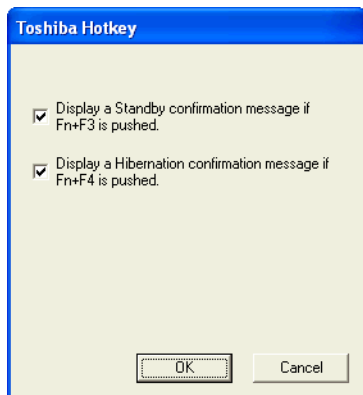 Toshiba Hotkey
Display a Standby confirmation message if
Fn+F3 is pushed.
Display a Hibernation confirmation message if
Fn+F4 is pushed.
OK
Cancel